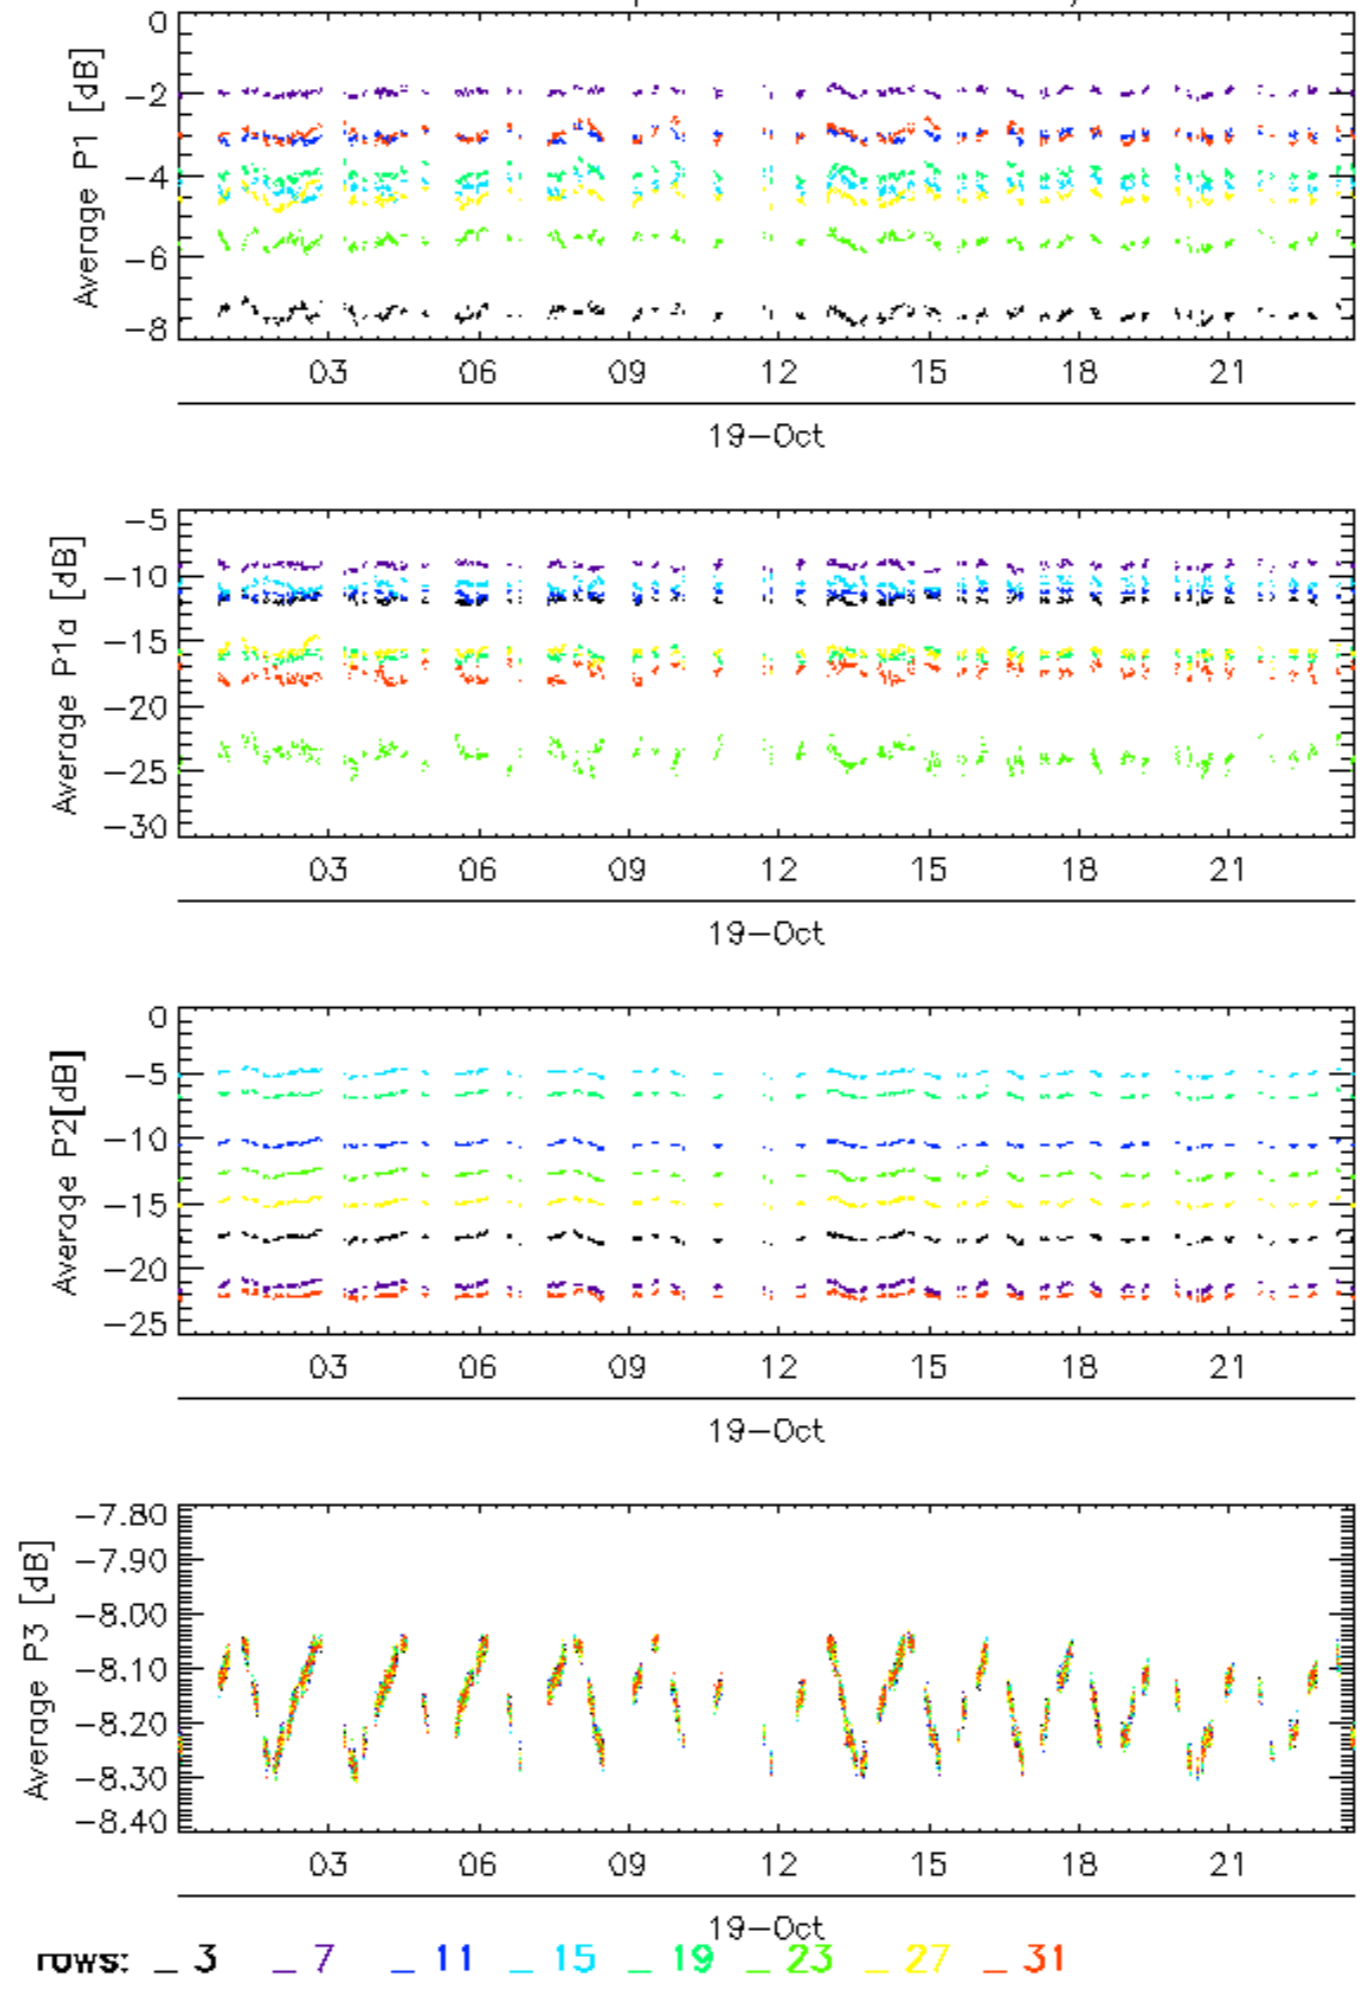 0
−2
−4
−6
−8
Average P1 [dB]
03 06 09 12 15 18 21
19−Oct
−5
−10
−15
−20
−25
−30
Average P1a [dB]
03 06 09 12 15 18 21
19−Oct
0
−5
−10
−15
−20
−25
Average P2[dB]
03 06 09 12 15 18 21
19−Oct
−7.80
−7.90
−8.00
−8.10
−8.20
−8.30
−8.40
Average P3 [dB]
03 06 09 12 15 18 21
19−Oct
rows: _ 3 _ 7 _ 11 _ 15 _ 19 _ 23 _ 27 _ 31